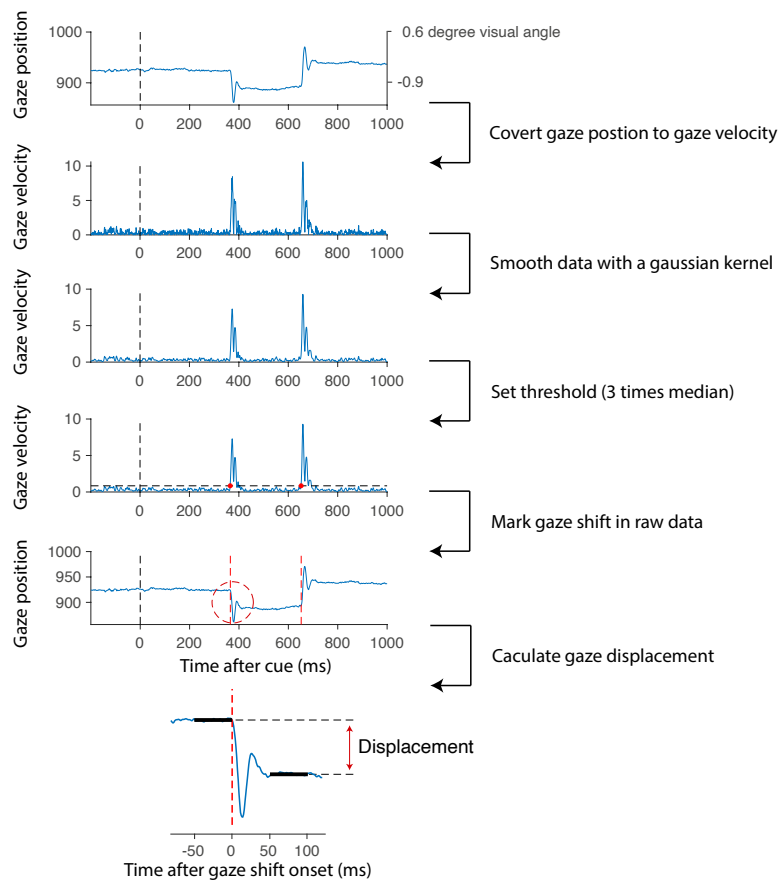 Gaze position
1000
900
0.6 degree visual angle
-0.9
0 200 400 600 800 1000
Covert gaze postion to gaze velocity
Gaze velocity
10
5
0
0 200 400 600 800 1000
Smooth data with a gaussian kernel
Gaze velocity
10
5
0
0 200 400 600 800 1000
Set threshold (3 times median)
Gaze velocity
10
5
0
0 200 400 600 800 1000
Mark gaze shift in raw data
Gaze position
1000
950
900
0 200 400 600 800 1000
Time after cue (ms)
Caculate gaze displacement
Displacement
-50 0 50 100
Time after gaze shift onset (ms)